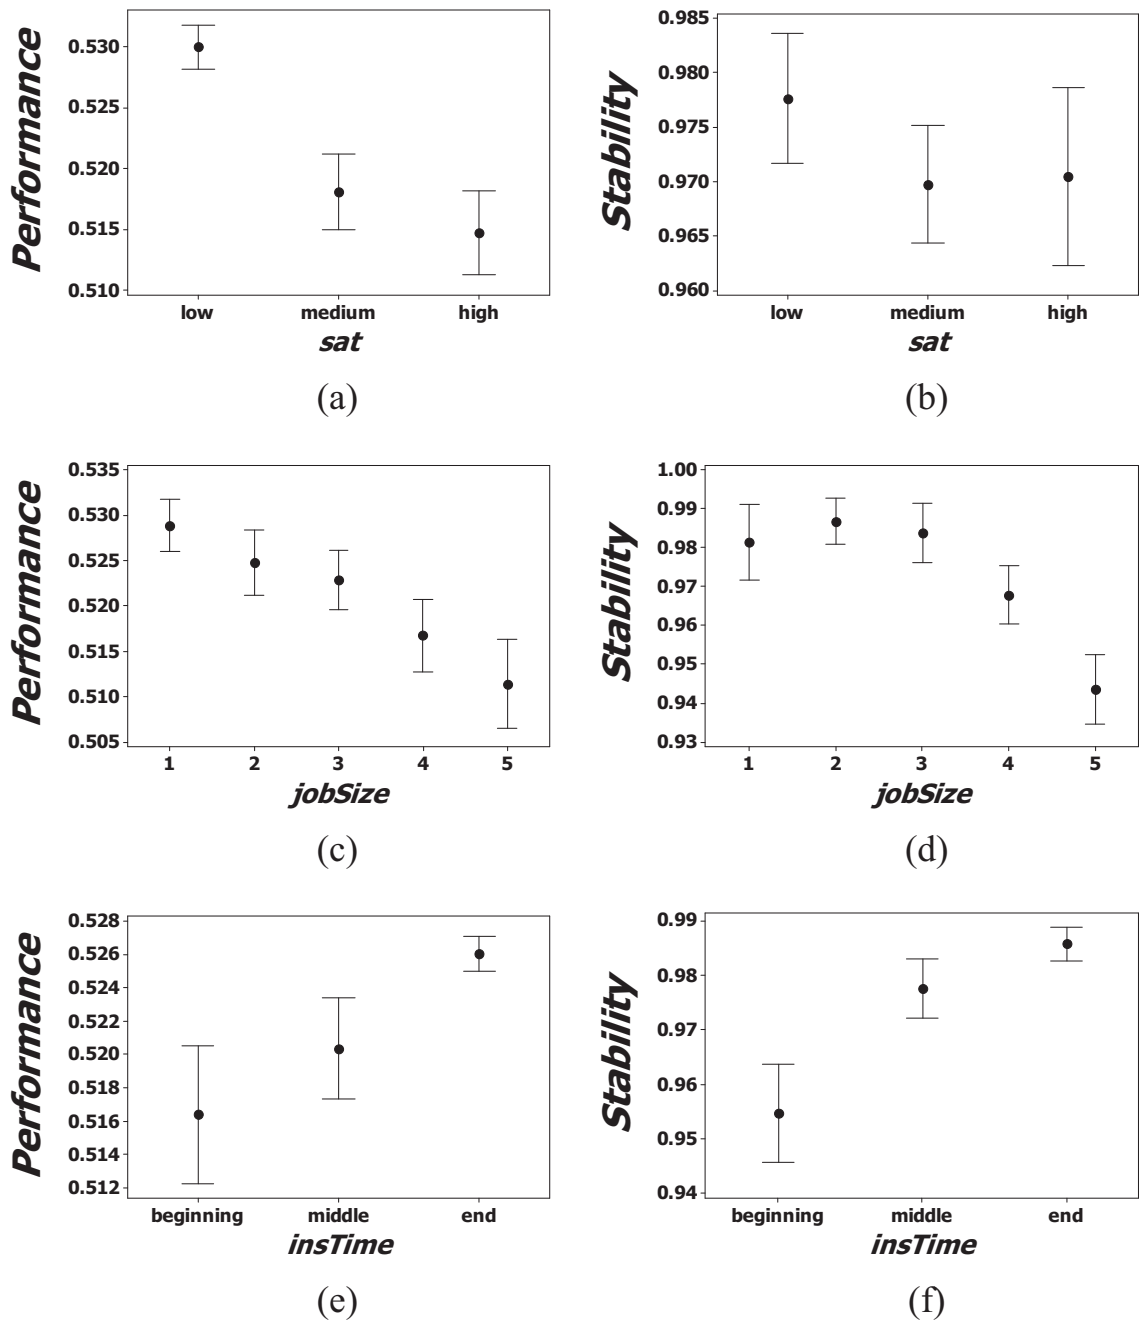 Performance
0.530
0.525
0.520
0.515
0.510
low medium high
sat
(a)
Stability
0.985
0.980
0.975
0.970
0.965
0.960
low medium high
sat
(b)
Performance
0.535
0.530
0.525
0.520
0.515
0.510
0.505
1 2 3 4 5
jobSize
(c)
Stability
1.00
0.99
0.98
0.97
0.96
0.95
0.94
0.93
1 2 3 4 5
jobSize
(d)
Performance
0.528
0.526
0.524
0.522
0.520
0.518
0.516
0.514
0.512
beginning middle end
insTime
(e)
Stability
0.99
0.98
0.97
0.96
0.95
0.94
beginning middle end
insTime
(f)